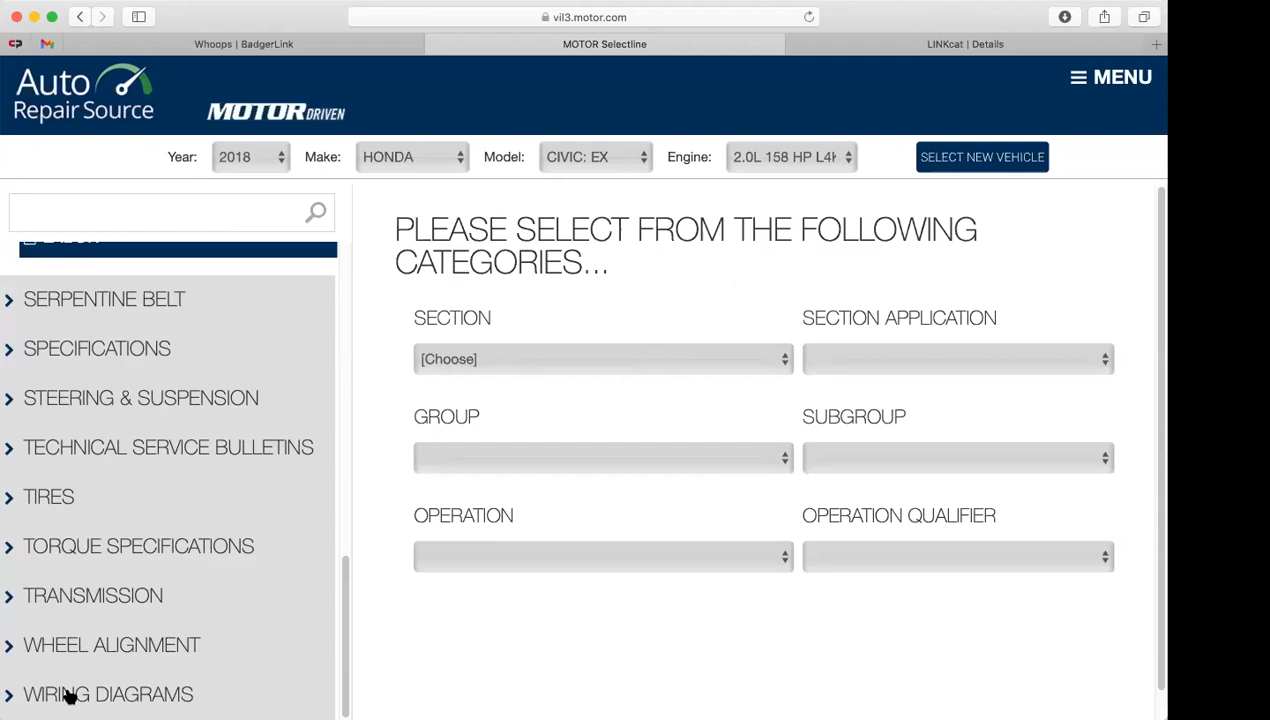 vil3.motor.com
Whoops | BadgerLink
MOTOR Selectline
LINKcat | Details
Auto
Repair Source
MOTOR DRIVEN
MENU
Year: 2018 Make: HONDA Model: CIVIC: EX Engine: 2.0L 158 HP L4 SELECT NEW VEHICLE
SERPENTINE BELT
SPECIFICATIONS
STEERING & SUSPENSION
TECHNICAL SERVICE BULLETINS
TIRES
TORQUE SPECIFICATIONS
TRANSMISSION
WHEEL ALIGNMENT
WIRING DIAGRAMS
PLEASE SELECT FROM THE FOLLOWING
CATEGORIES...
SECTION
[Choose]
SECTION APPLICATION
GROUP
SUBGROUP
OPERATION
OPERATION QUALIFIER